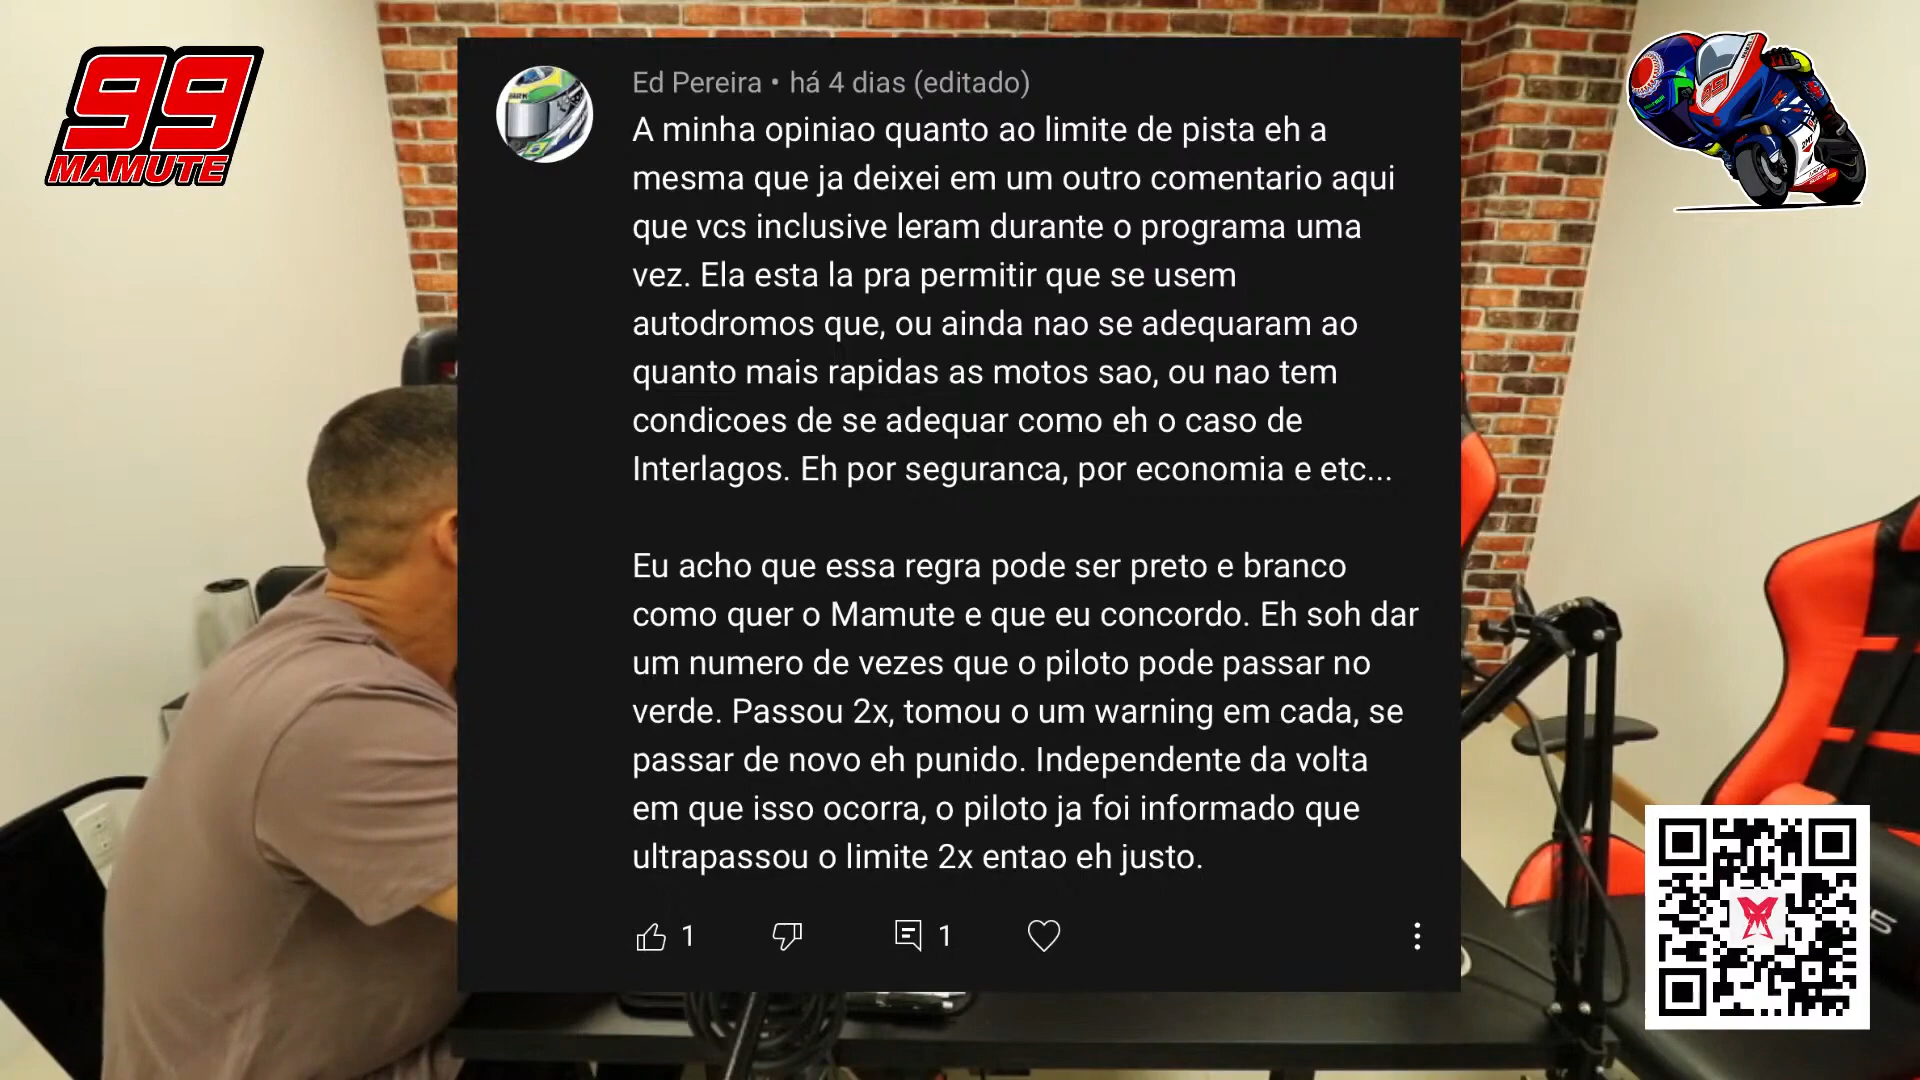 99
MAMUTE
Ed Pereira • há 4 dias (editado)
A minha opiniao quanto ao limite de pista eh a
mesma que ja deixei em um outro comentario aqui
que vcs inclusive leram durante o programa uma
vez. Ela esta la pra permitir que se usem
autodromos que, ou ainda nao se adequaram ao
quanto mais rapidas as motos sao, ou nao tem
condicoes de se adequar como eh o caso de
Interlagos. Eh por seguranca, por economia e etc...
Eu acho que essa regra pode ser preto e branco
como quer o Mamute e que eu concordo. Eh soh dar
um numero de vezes que o piloto pode passar no
verde. Passou 2x, tomou o um warning em cada, se
passar de novo eh punido. Independente da volta
em que isso ocorra, o piloto ja foi informado que
ultrapassou o limite 2x entao eh justo.
1
1
99